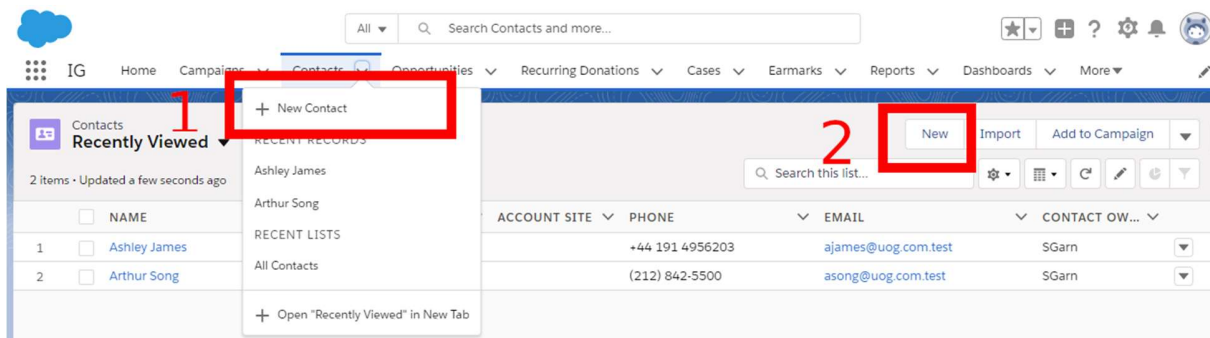 All Search Contacts and more...
IG Home Campaigns Contacts Opportunities Recurring Donations Cases Earmarks Reports Dashboards More
1
+ New Contact
Contacts
Recently Viewed
2
New Import Add to Campaign
RECENT RECORDS
2 items • Updated a few seconds ago
Ashley James
Search this list...
Arthur Song
NAME ACCOUNT SITE PHONE EMAIL CONTACT OW...
RECENT LISTS
1 Ashley James +44 191 4956203 ajames@uog.com.test SGarn
All Contacts
2 Arthur Song (212) 842-5500 asong@uog.com.test SGarn
+ Open "Recently Viewed" in New Tab